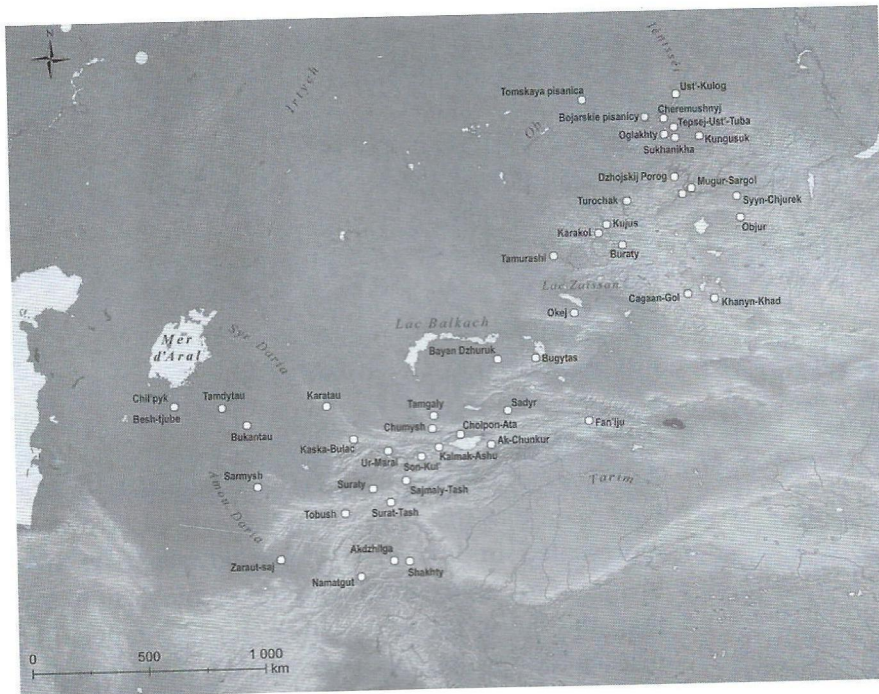 N
Iénisséi
Irtych
Ust'-Kulog
Tomskaya pisanica
Cheremushnyj
Bojarskie pisanicy
Tepsej-Ust'-Tuba
Ob
Oglakhty
Kungusuk
Sukhanikha
Dzhojskij Porog
Mugur-Sargol
Turochak
Syyn-Chjurek
Kujus
Objur
Karakol
Buraty
Tamurashi
Lac Zaïssan
Cagaan-Gol
Khanyn-Khad
Okej
Lac Balkach
Mer
d'Aral
Syr Daria
Bayan Dzhuruk
Bugytas
Chil'pyk
Tamdytau
Karatau
Besh-tjube
Tamgaly
Sadyr
Bukantau
Chumysh
Cholpon-Ata
Fan'lju
Kaska-Bulac
Ak-Chunkur
Ur-Maral
Kalmak-Ashu
Son-Kul'
Sarmysh
Suraty
Sajmaly-Tash
Tarim
Amou Daria
Tobush
Surat-Tash
Akdzhilga
Zaraut-saj
Shakhty
Namatgut
0 500 1 000
km